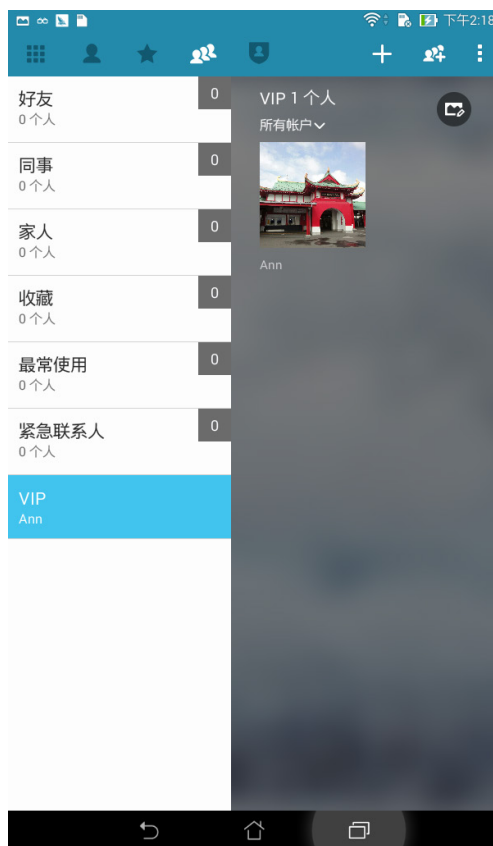 下午2:18
好友
0
0 个人
同事
0
0 个人
家人
0
0 个人
收藏
0
0 个人
最常使用
0
0 个人
紧急联系人
0
0 个人
VIP
Ann
VIP 1 个人
所有帐户
Ann